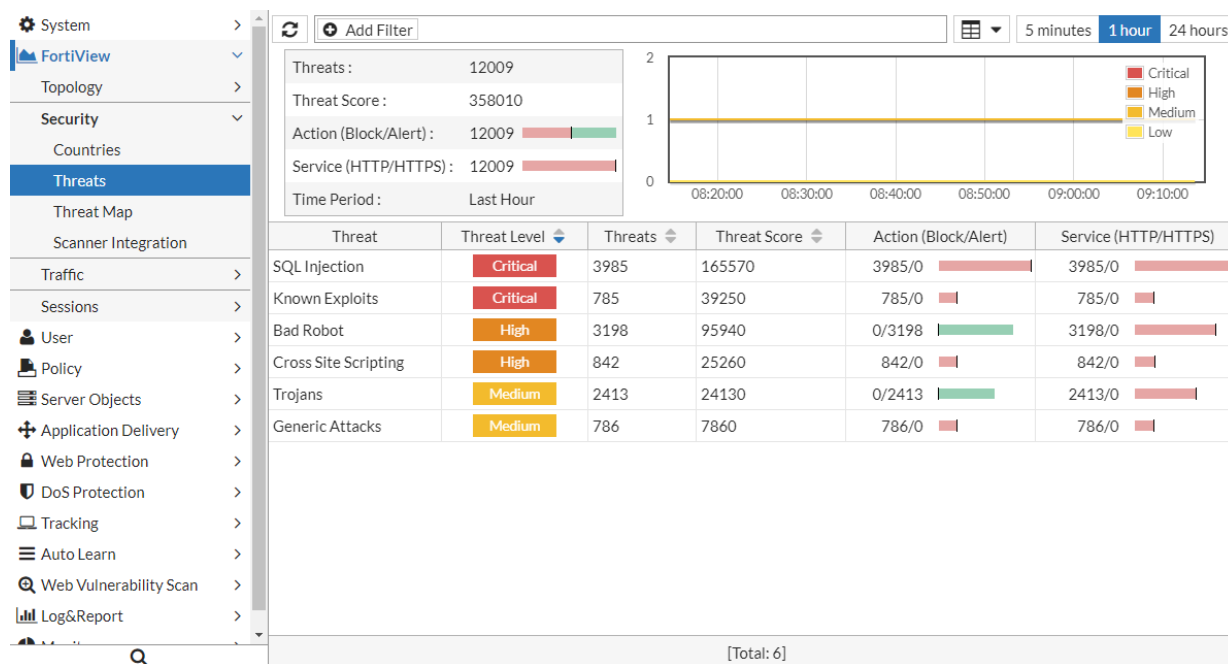 System
FortiView
Topology
Security
Countries
Threats
Threat Map
Scanner Integration
Traffic
Sessions
User
Policy
Server Objects
Application Delivery
Web Protection
DoS Protection
Tracking
Auto Learn
Web Vulnerability Scan
Log&Report
Add Filter
5 minutes 1 hour 24 hours
Threats : 12009
Threat Score : 358010
Action (Block/Alert) : 12009
Service (HTTP/HTTPS) : 12009
Time Period : Last Hour
2
1
0
08:20:00 08:30:00 08:40:00 08:50:00 09:00:00 09:10:00
Critical
High
Medium
Low
Threat Threat Level Threats Threat Score Action (Block/Alert) Service (HTTP/HTTPS)
SQL Injection Critical 3985 165570 3985/0 3985/0
Known Exploits Critical 785 39250 785/0 785/0
Bad Robot High 3198 95940 0/3198 3198/0
Cross Site Scripting High 842 25260 842/0 842/0
Trojans Medium 2413 24130 0/2413 2413/0
Generic Attacks Medium 786 7860 786/0 786/0
[Total: 6]